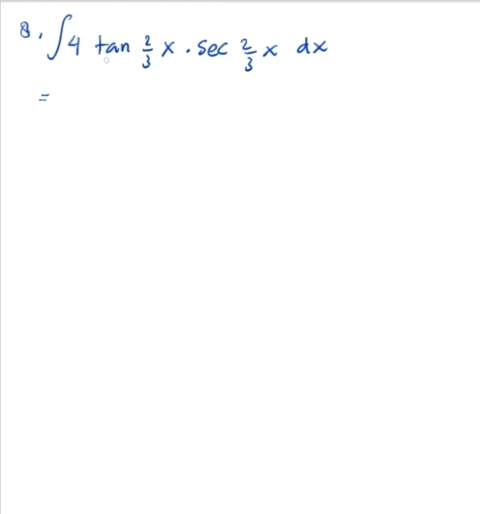 8. ∫ 4 tan 2/3 x . sec 2/3 x dx
=